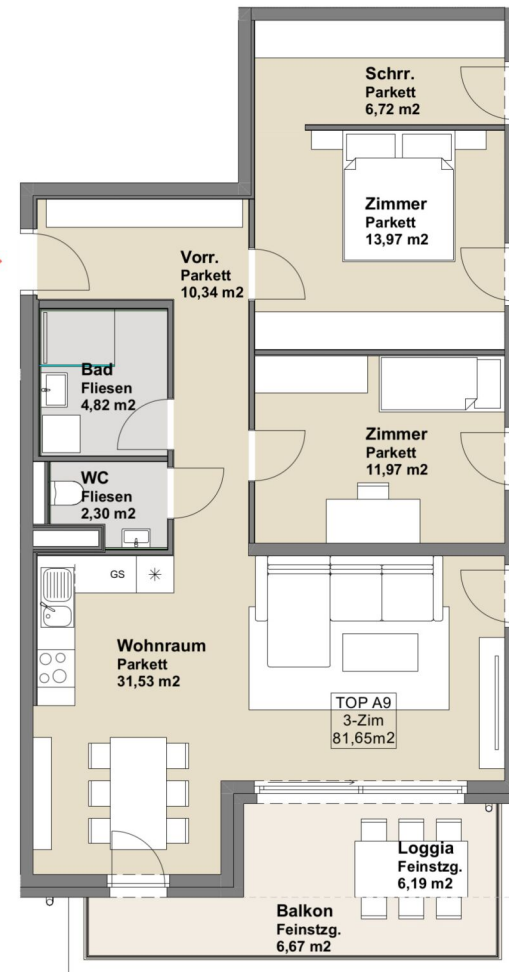 Schrr.
Parkett
6,72 m2
Zimmer
Parkett
13,97 m2
Vorr.
Parkett
10,34 m2
Bad
Fliesen
4,82 m2
Zimmer
Parkett
11,97 m2
WC
Fliesen
2,30 m2
GS
Wohnraum
Parkett
31,53 m2
TOP A9
3-Zim
81,65m2
Loggia
Feinstzg.
6,19 m2
Balkon
Feinstzg.
6,67 m2